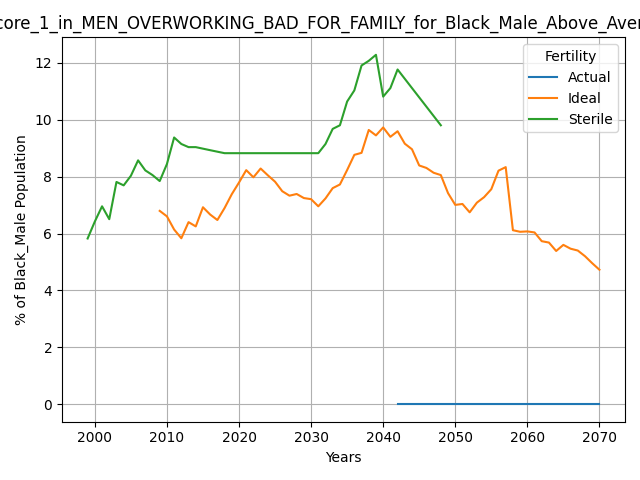 core_1_in_MEN_OVERWORKING_BAD_FOR_FAMILY_for_Black_Male_Above_Aver
Fertility
Actual
Ideal
Sterile
% of Black_Male Population
12
10
8
6
4
2
0
2000 2010 2020 2030 2040 2050 2060 2070
Years